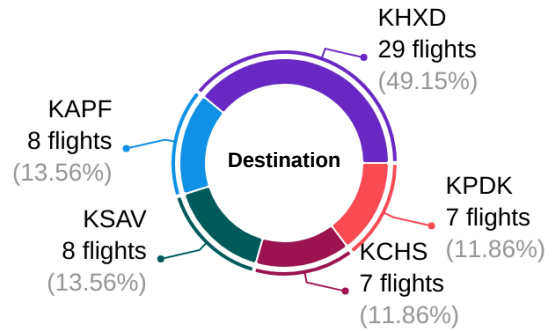 KHXD
29 flights
(49.15%)
KAPF
8 flights
(13.56%)
Destination
KPDK
7 flights
(11.86%)
KSAV
8 flights
(13.56%)
KCHS
7 flights
(11.86%)